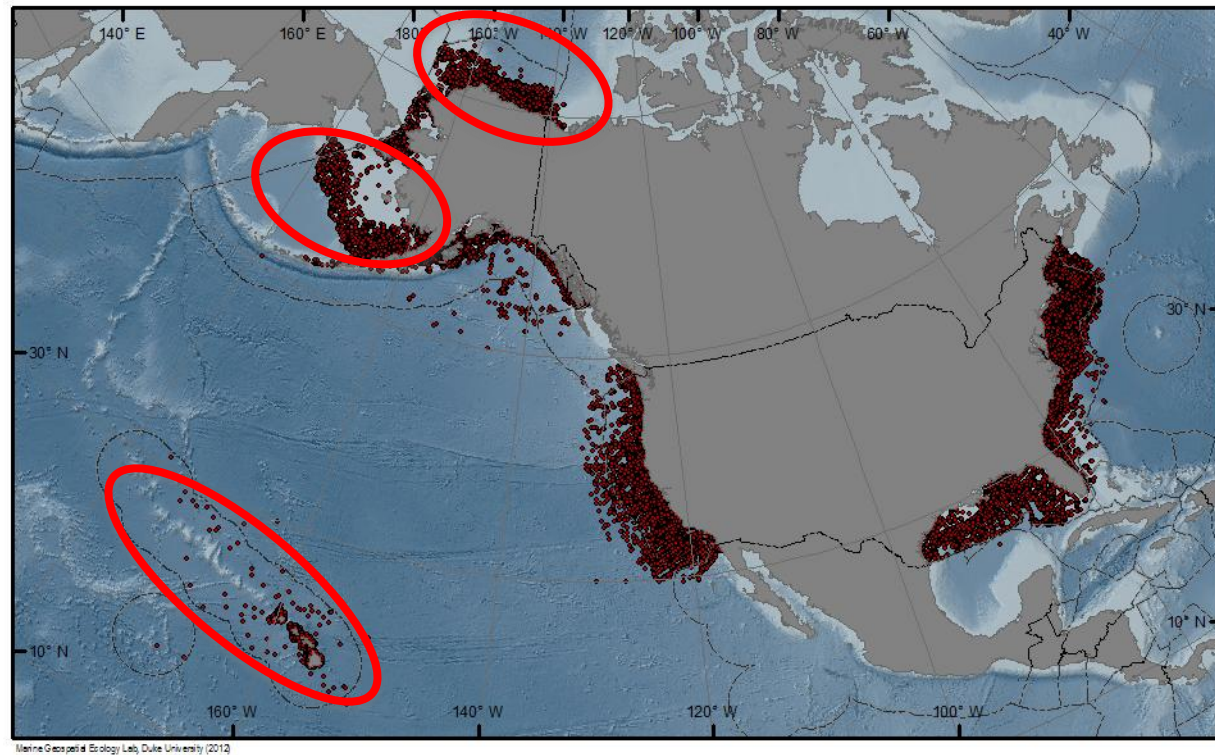 140° E 160° E 180° 160° W 140° W 120° W 100° W 80° W 60° W 40° W
30° N
30° N
10° N
10° N
160° W 140° W 120° W 100° W
Marine Geospatial Ecology Lab, Duke University (2012)